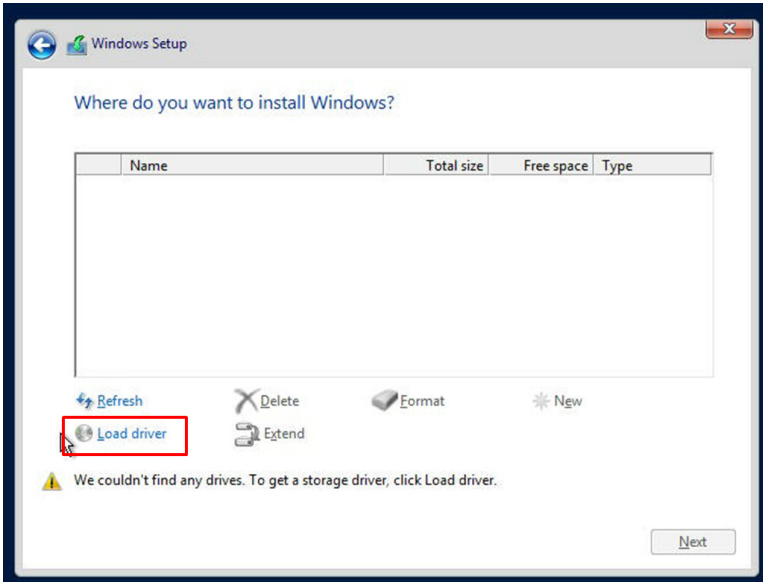 Windows Setup
Where do you want to install Windows?
Name Total size Free space Type
Refresh Delete Format New
Load driver Extend
We couldn't find any drives. To get a storage driver, click Load driver.
Next